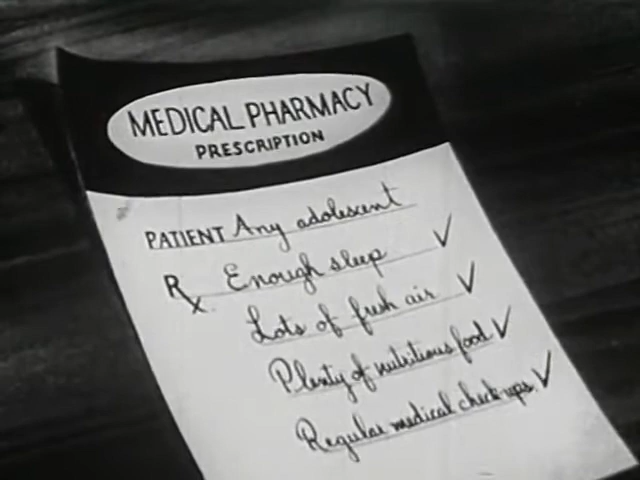 MEDICAL PHARMACY
PRESCRIPTION
PATIENT Any adolescent
Rx Enough sleep ✓
Lots of fresh air ✓
Plenty of nutritious food ✓
Regular medical check-ups. ✓